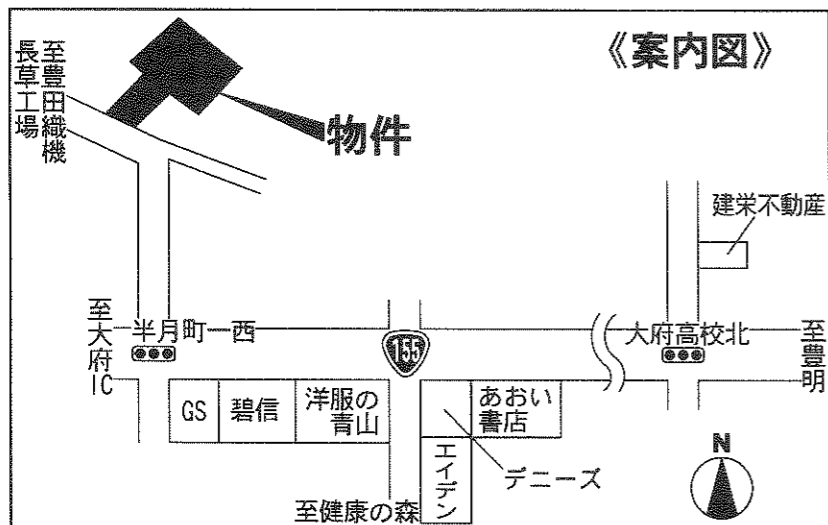 《案内図》
至豊田織機
長草工場
物件
建栄不動産
至大府IC
半月町一西
155
大府高校北
至豊明
GS
碧信
洋服の
青山
あおい
書店
エイデン
デニーズ
至健康の森
N